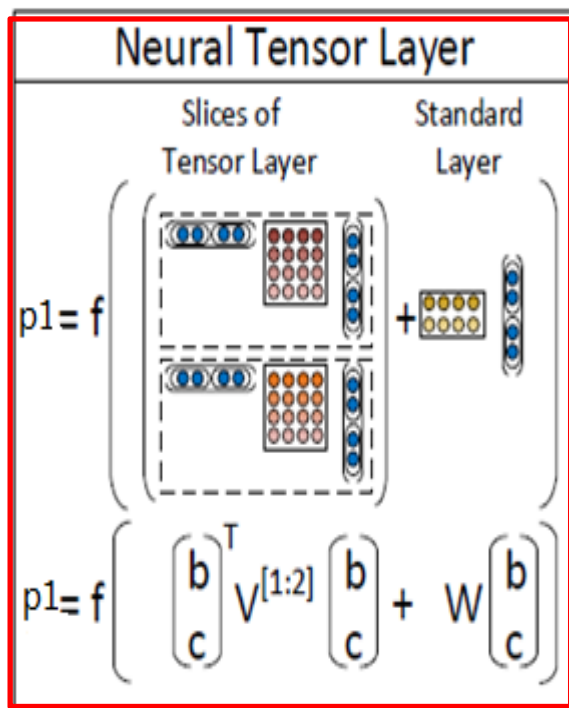 Neural Tensor Layer
Slices of Standard
Tensor Layer Layer
p1= f +
p1= f ( (b c)^T V^[1:2] (b c) + W (b c) )